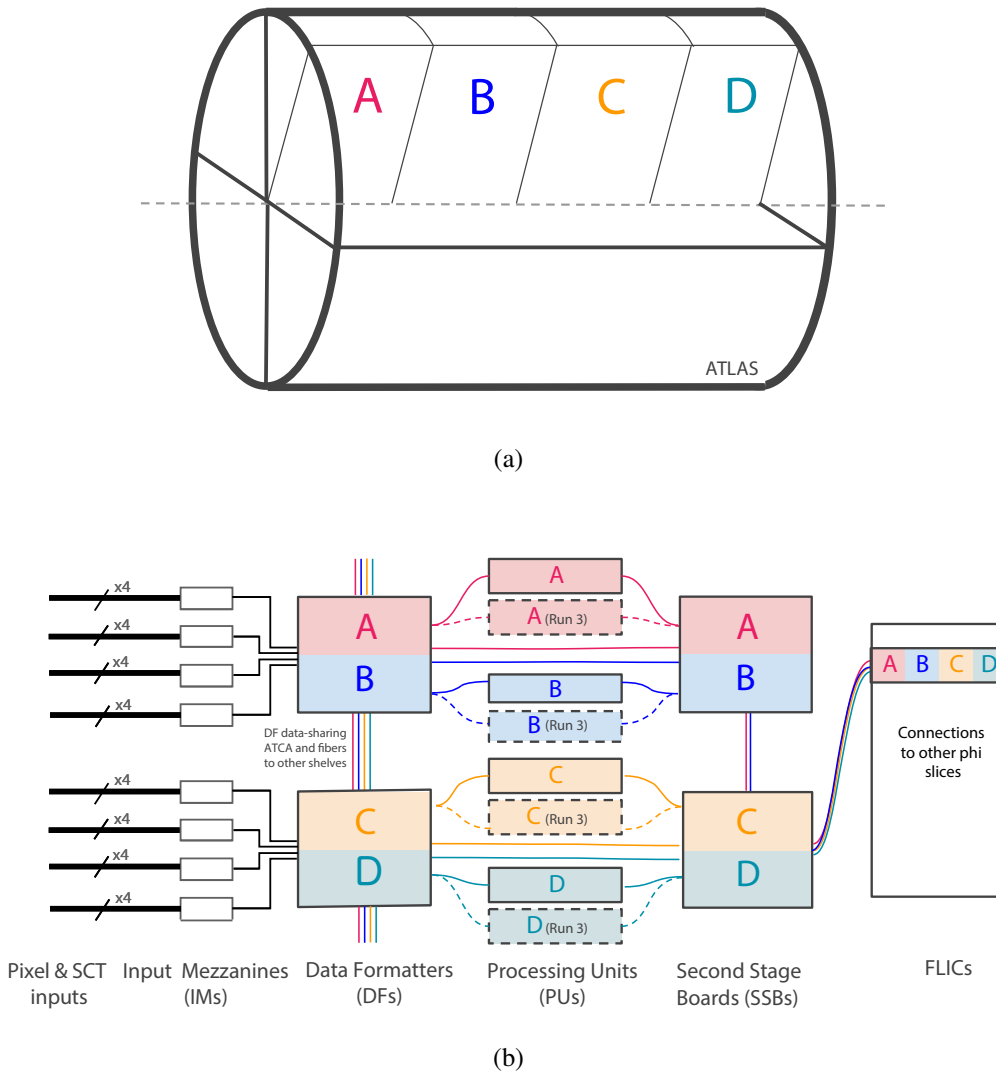 A B C D
ATLAS
(a)
x4
x4
x4
x4
A
B
A
A (Run 3)
B
B (Run 3)
A
B
DF data-sharing
ATCA and fibers
to other shelves
x4
x4
x4
x4
C
D
C
C (Run 3)
D
D (Run 3)
C
D
A B C D
Connections
to other phi
slices
Pixel & SCT
inputs
Input Mezzanines
(IMs)
Data Formatters
(DFs)
Processing Units
(PUs)
Second Stage
Boards (SSBs)
FLICs
(b)